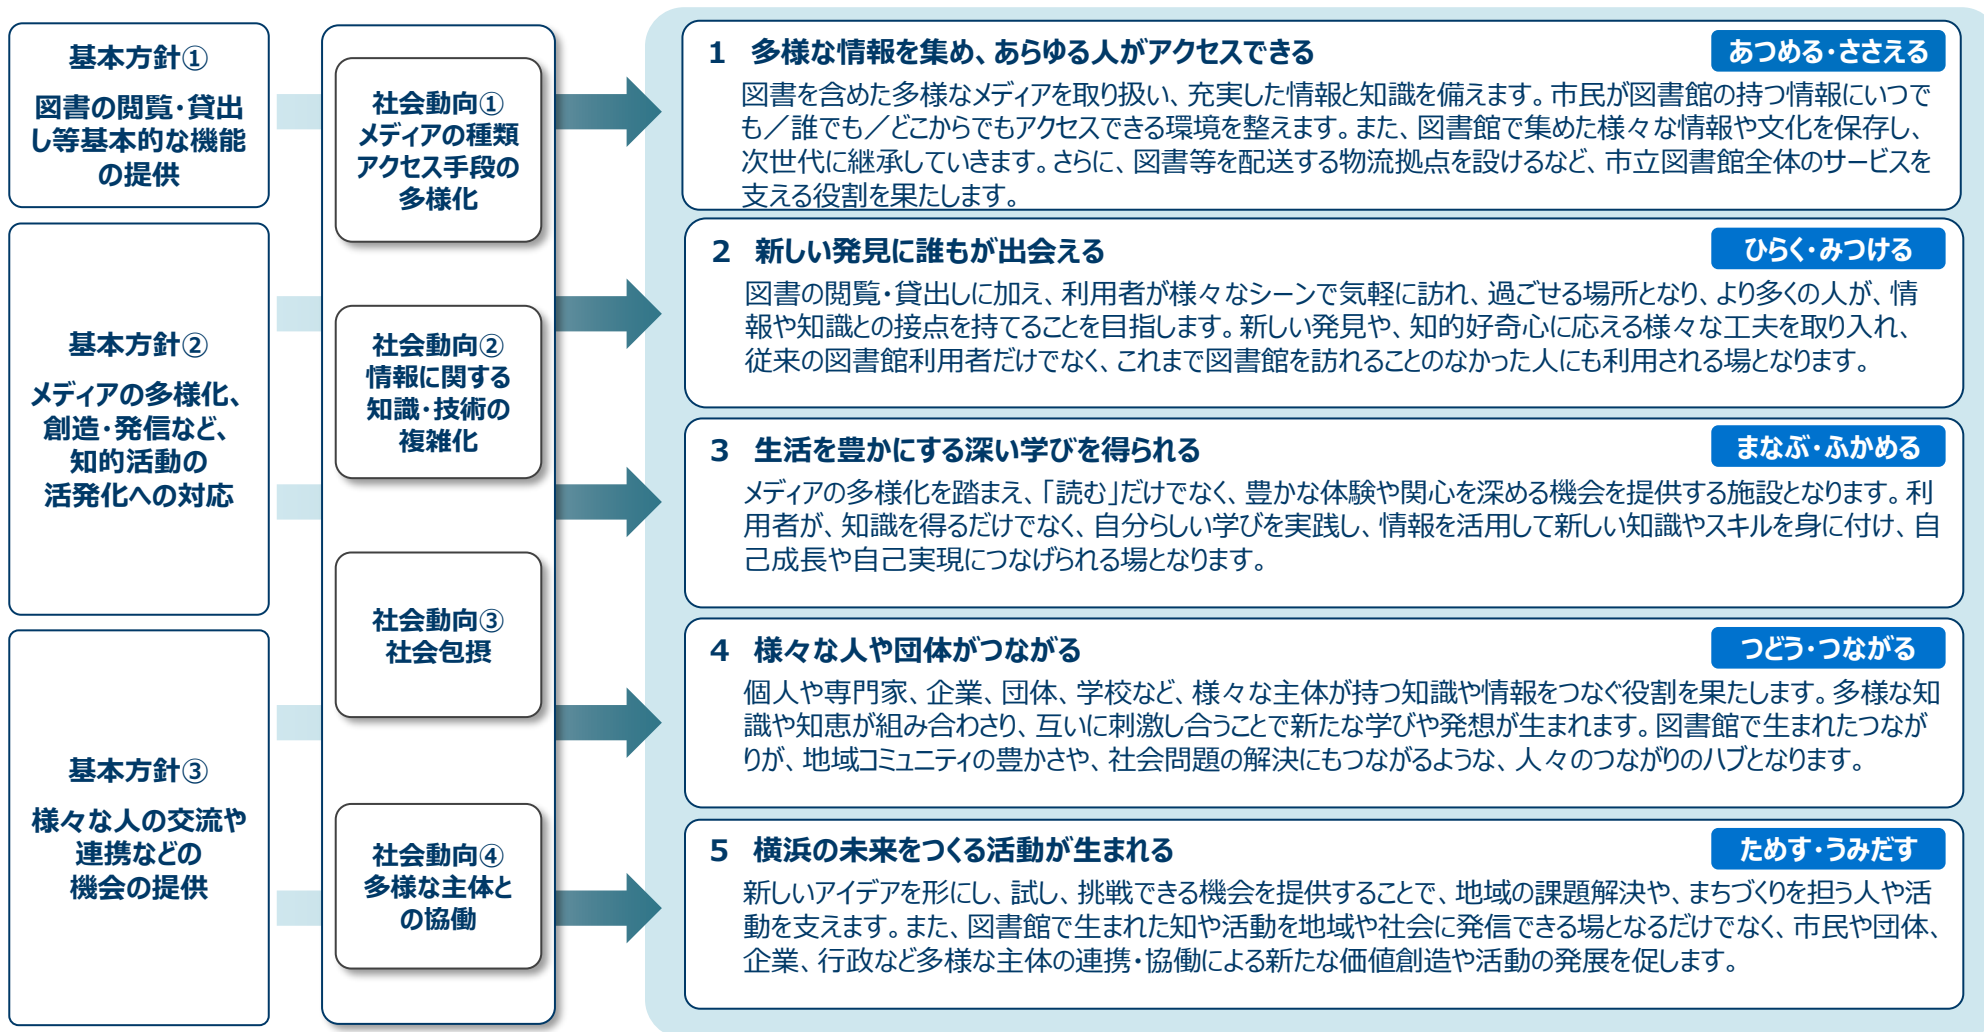 基本方針①
図書の閲覧・貸出
し等基本的な機能
の提供
基本方針②
メディアの多様化、
創造・発信など、
知的活動の
活発化への対応
基本方針③
様々な人の交流や
連携などの
機会の提供
社会動向①
メディアの種類
アクセス手段の
多様化
社会動向②
情報に関する
知識・技術の
複雑化
社会動向③
社会包摂
社会動向④
多様な主体と
の協働
1 多様な情報を集め、あらゆる人がアクセスできる
あつめる・ささえる
図書を含めた多様なメディアを取り扱い、充実した情報と知識を備えます。市民が図書館の持つ情報にいつで
も／誰でも／どこからでもアクセスできる環境を整えます。また、図書館で集めた様々な情報や文化を保存し、
次世代に継承していきます。さらに、図書等を配送する物流拠点を設けるなど、市立図書館全体のサービスを
支える役割を果たします。
2 新しい発見に誰もが出会える
ひらく・みつける
図書の閲覧・貸出しに加え、利用者が様々なシーンで気軽に訪れ、過ごせる場所となり、より多くの人が、情
報や知識との接点を持てることを目指します。新しい発見や、知的好奇心に応える様々な工夫を取り入れ、
従来の図書館利用者だけでなく、これまで図書館を訪れることのなかった人にも利用される場となります。
3 生活を豊かにする深い学びを得られる
まなぶ・ふかめる
メディアの多様化を踏まえ、「読む」だけでなく、豊かな体験や関心を深める機会を提供する施設となります。利
用者が、知識を得るだけでなく、自分らしい学びを実践し、情報を活用して新しい知識やスキルを身に付け、自
己成長や自己実現につなげられる場となります。
4 様々な人や団体がつながる
つどう・つながる
個人や専門家、企業、団体、学校など、様々な主体が持つ知識や情報をつなぐ役割を果たします。多様な知
識や知恵が組み合わさり、互いに刺激し合うことで新たな学びや発想が生まれます。図書館で生まれたつなが
りが、地域コミュニティの豊かさや、社会問題の解決にもつながるような、人々のつながりのハブとなります。
5 横浜の未来をつくる活動が生まれる
ためす・うみだす
新しいアイデアを形にし、試し、挑戦できる機会を提供することで、地域の課題解決や、まちづくりを担う人や活
動を支えます。また、図書館で生まれた知や活動を地域や社会に発信できる場となるだけでなく、市民や団体、
企業、行政など多様な主体の連携・協働による新たな価値創造や活動の発展を促します。